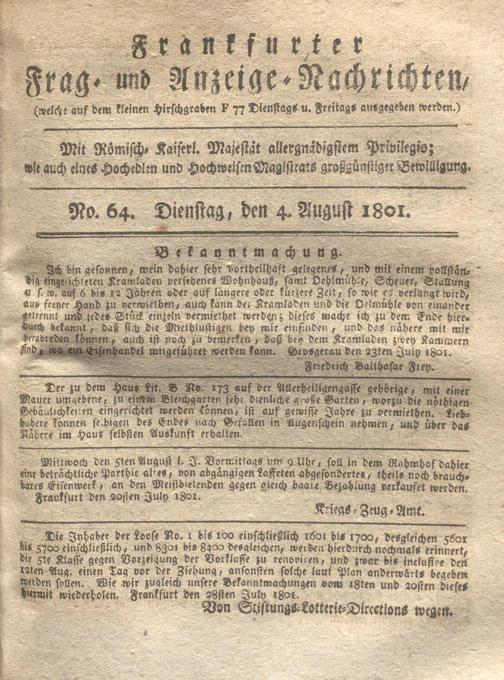 Frankfurter
Frag- und Anzeige-Nachrichten,
(welche auf dem kleinen Hirschgraben F 77 Dienstags u. Freitags ausgegeben werden.)
Mit Römisch- Kaiserl. Majestät allergnädigstem Privilegio;
wie auch eines Hochedlen und Hochweisen Magistrats großgünstiger Bewilligung.
No. 64. Dienstag, den 4. August 1801.
Bekanntmachung.
Ich bin gesonnen, mein dahier sehr vortheilhaft gelegenes, und mit einem vollstän-
dig eingerichteten Kramladen versehenes Wohnhauß, samt Oehlmühle, Scheuer, Stallung
u. s. w. auf 6 bis 12 Jahren oder auf längere oder kürzere Zeit, so wie es verlangt wird,
aus freyer Hand zu vermiethen, auch kann der Kramladen und die Oelmühle von einander
getrennt und jedes Stück einzeln vermiethet werden; dieses mache ich zu dem Ende hier-
durch bekannt, daß sich die Miethlustigen bey mir einfinden, und das nähere mit mir
verabreden können, auch ist noch zu bemerken, daß bey dem Kramladen zwey Kammern
sind, wo ein Eisenhandel mitgeführet werden kann. Grosgerau den 23ten July 1801.
Friedrich Balthasar Frey.
Der zu dem Haus Lit. B No. 173 auf der Allerheiligengasse gehörige, mit einer
Mauer umgebene, zu einem Bleichgarten sehr dienliche große Garten, worzu die nöthigen
Gebäulichkeiten eingerichtet werden können, ist auf gewisse Jahre zu vermiethen. Lieb-
habere können selbigen des Endes nach Gefallen in Augenschein nehmen, und über das
Nähere im Haus selbsten Auskunft erhalten.
Mittwoch den 5ten August l. J. Vormittags um 9 Uhr, soll in dem Rahmhof dahier
eine beträchtliche Parthie altes, von abgängigen Laffeten abgesondertes, theils noch brauch-
bares Eisenwerk, an den Meistbietenden gegen gleich baare Bezahlung verkaufet werden.
Frankfurt den 20sten July 1801.
Kriegs-Zeug-Amt.
Die Inhaber der Loose No. 1 bis 100 einschließlich 1601 bis 1700, desgleichen 5601
bis 5700 einschließlich, und 8301 bis 8400 desgleichen, werden hierdurch nochmals erinnert,
die 5te Klasse gegen Vorzeigung der Vorklasse zu renoviren, und zwar bis inclusive den
12ten Aug. einen Tag vor der Ziehung, ansonsten solche laut Plan anderwärts begeben
werden sollen. Wie wir zugleich unsere Bekanntmachungen vom 18ten und 20sten dieses
hiermit wiederholen. Frankfurt den 28sten July 1801.
Von Stiftungs-Lotterie-Directions wegen.